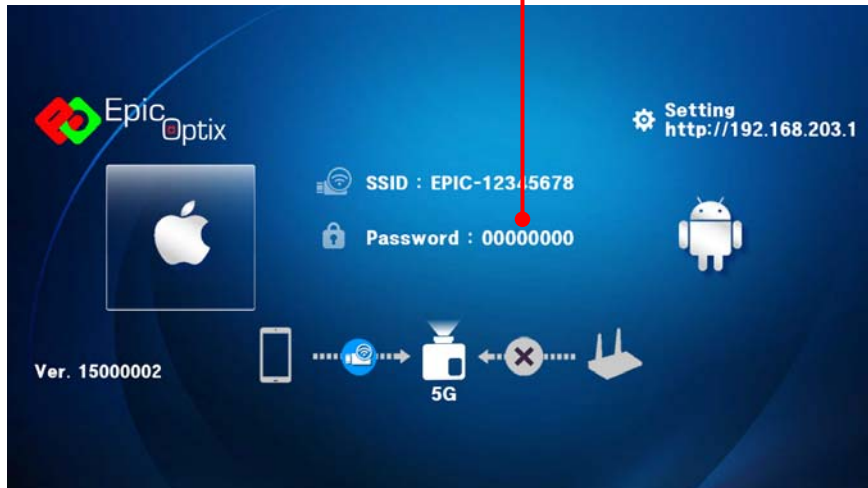 Epic
Optix
Setting
http://192.168.203.1
SSID : EPIC-12345678
Password : 00000000
Ver. 15000002
5G